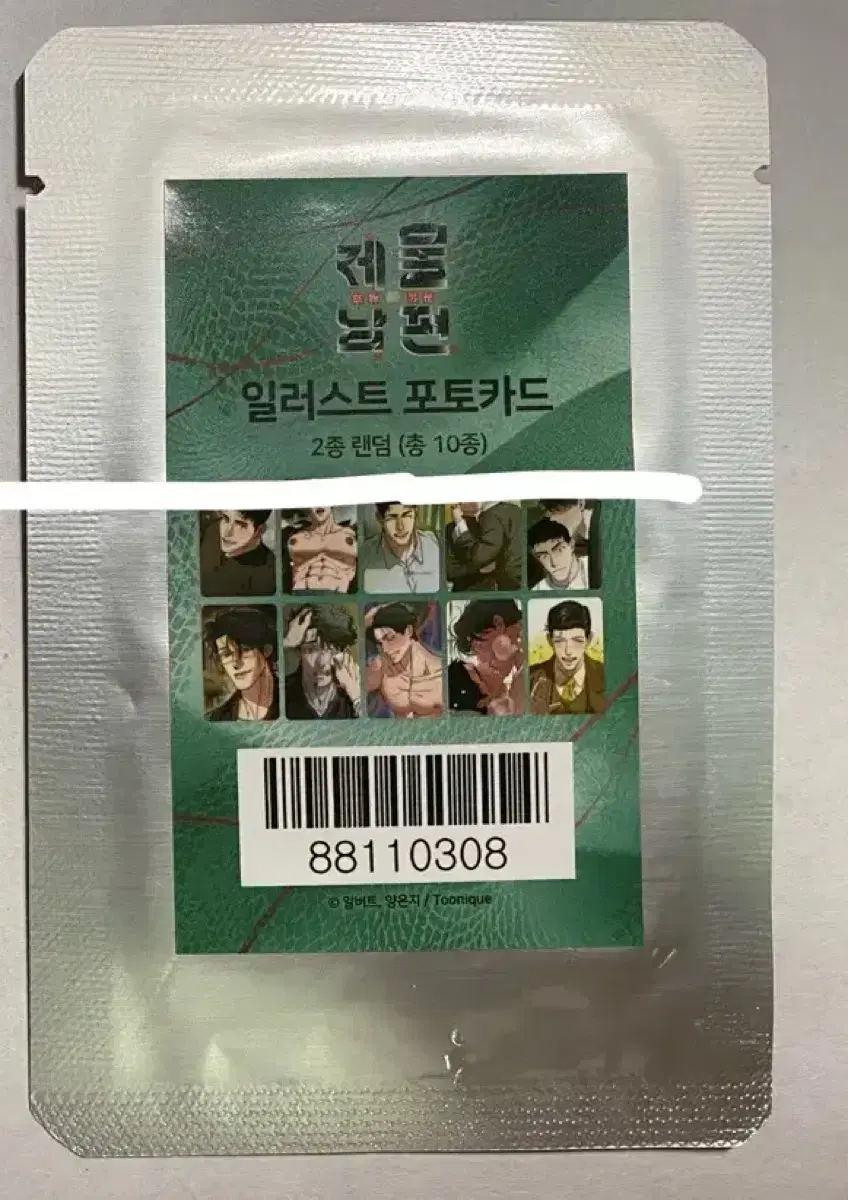 제물
남편
일러스트 포토카드
2종 랜덤 (총 10종)
88110308
© 일버트, 양은지 / Toonique